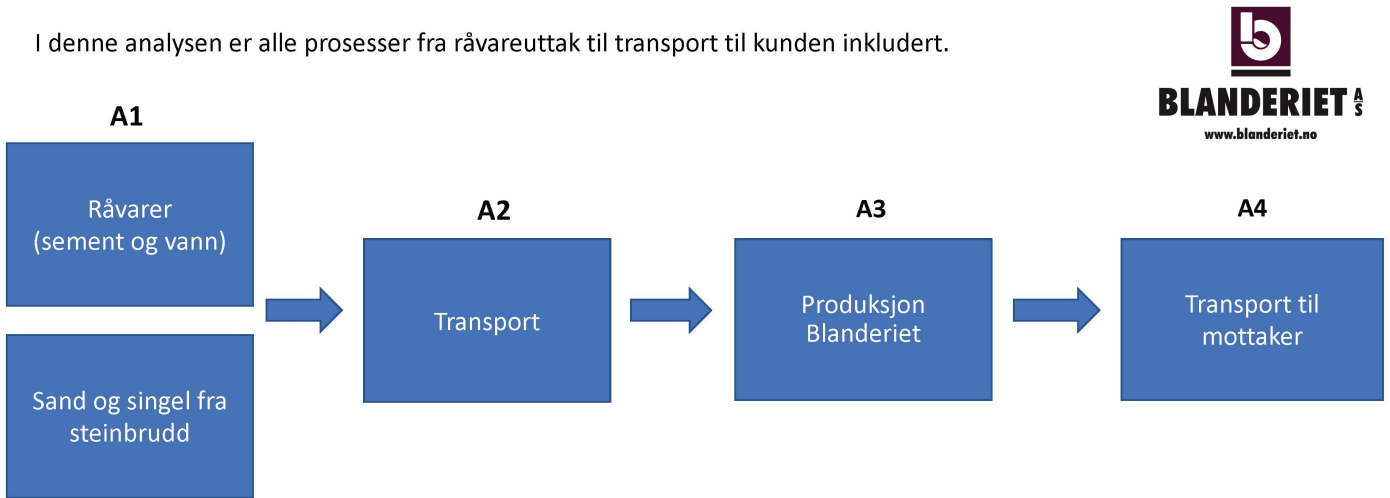 I denne analysen er alle prosesser fra råvareuttak til transport til kunden inkludert.
b
BLANDERIET AS
www.blanderiet.no
A1
Råvarer
(sement og vann)
Sand og singel fra
steinbrudd
A2
Transport
A3
Produksjon
Blanderiet
A4
Transport til
mottaker